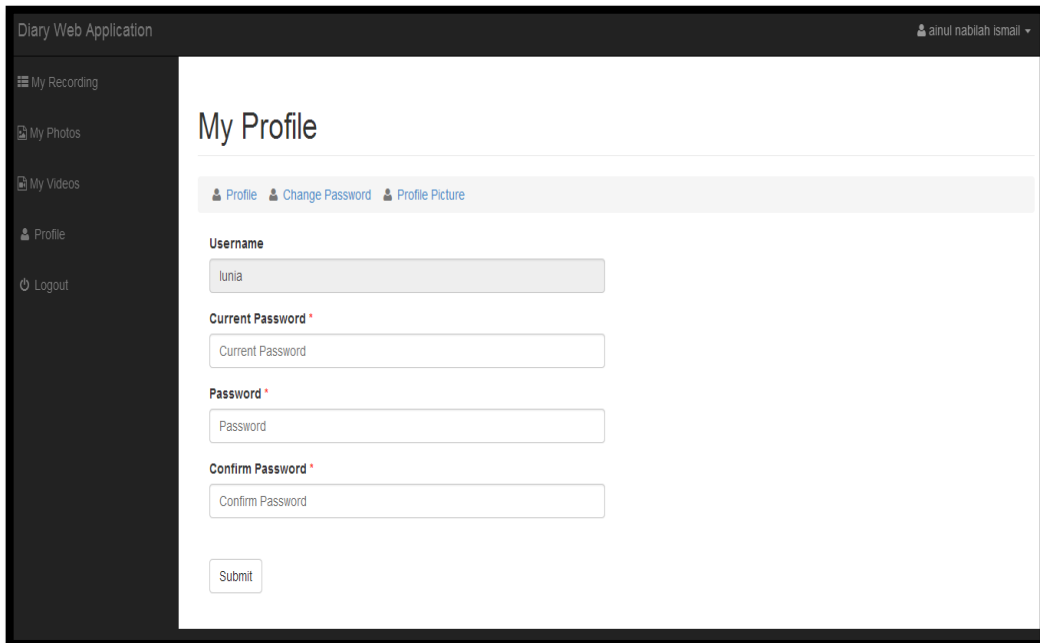 Diary Web Application
ainul nabilah ismail
My Recording
My Photos
My Videos
Profile
Logout
My Profile
Profile Change Password Profile Picture
Username
lunia
Current Password *
Current Password
Password *
Password
Confirm Password *
Confirm Password
Submit